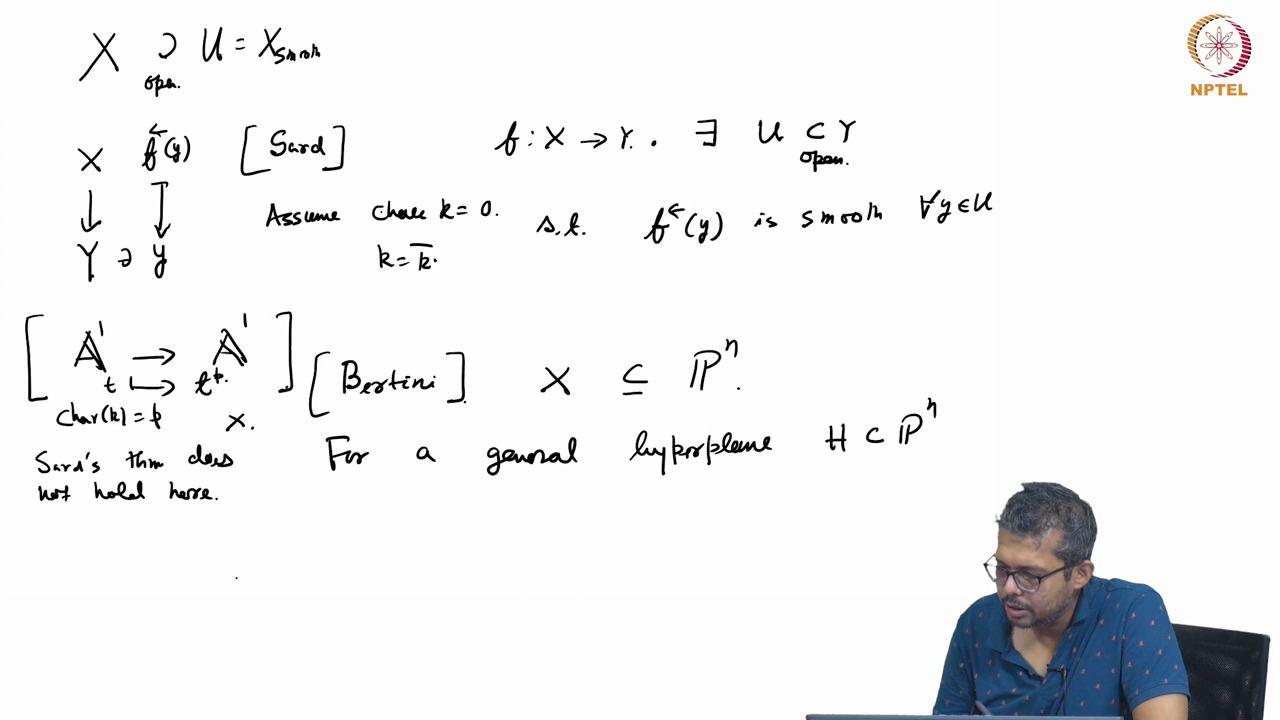 X ⊃ U = X_smooth
open.
NPTEL
X f^←(y) [Sard] f : X → Y. ∃ U ⊂ Y
open.
↓ ↧ Assume char k = 0. s.t. f^←(y) is smooth ∀ y ∈ U
Y ∋ y k = k̄.
[ 𝔸¹ → 𝔸¹ ] [Bertini]. X ⊆ ℙⁿ.
t ↦ t^p.
char(k) = p X.
For a general hyperplane H ⊂ ℙⁿ
Sard's thm does
not hold here.